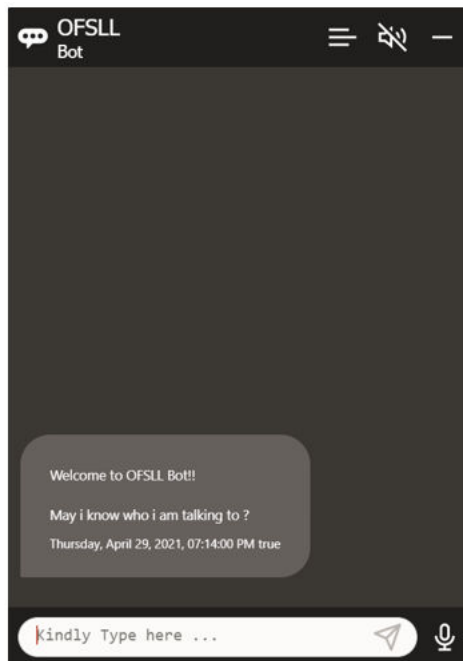 OFSLL
Bot
Welcome to OFSLL Bot!!
May i know who i am talking to ?
Thursday, April 29, 2021, 07:14:00 PM true
Kindly Type here ...